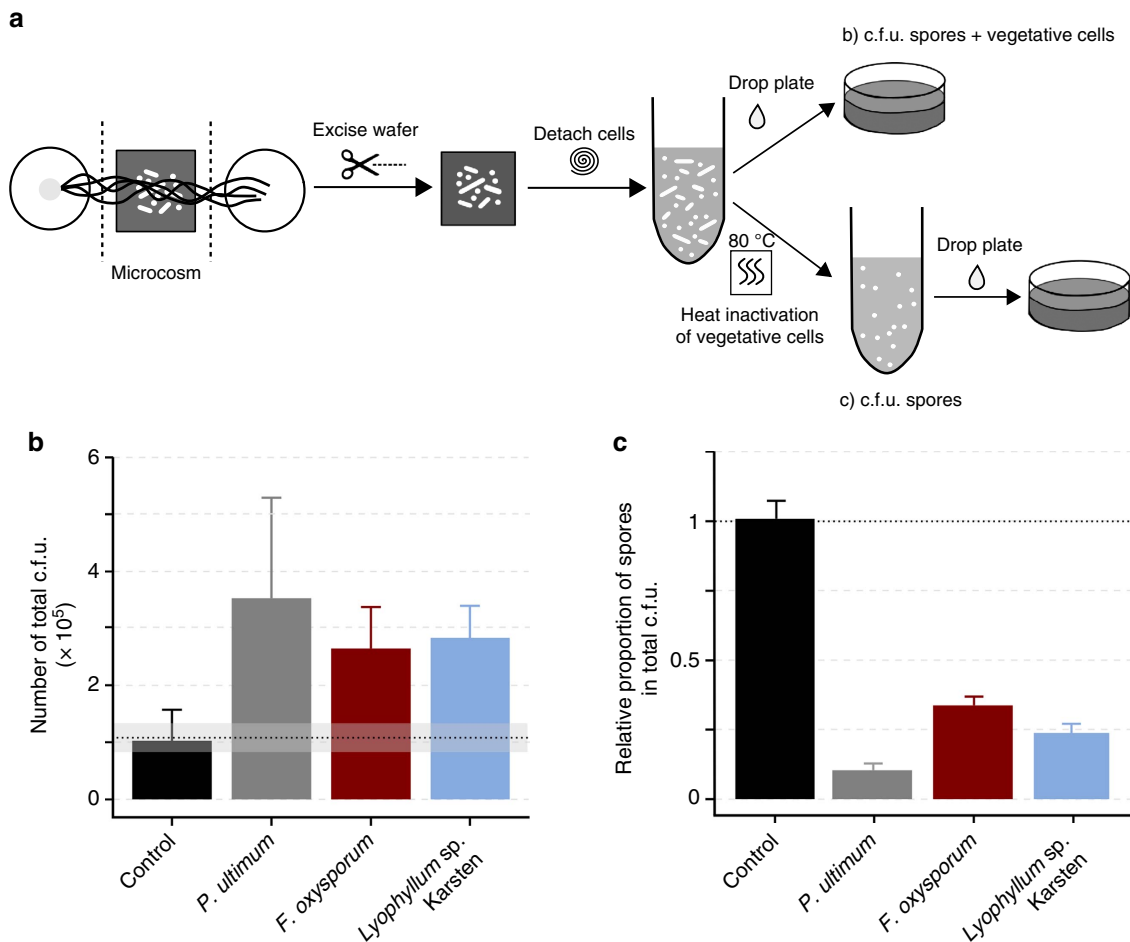 a
b) c.f.u. spores + vegetative cells
Drop plate
Excise wafer
Detach cells
Microcosm
80 °C
Heat inactivation
of vegetative cells
Drop plate
c) c.f.u. spores
b
Number of total c.f.u.
(× 10⁵)
6
4
2
0
Control
P. ultimum
F. oxysporum
Lyophyllum sp.
Karsten
c
Relative proportion of spores
in total c.f.u.
1
0.5
0
Control
P. ultimum
F. oxysporum
Lyophyllum sp.
Karsten